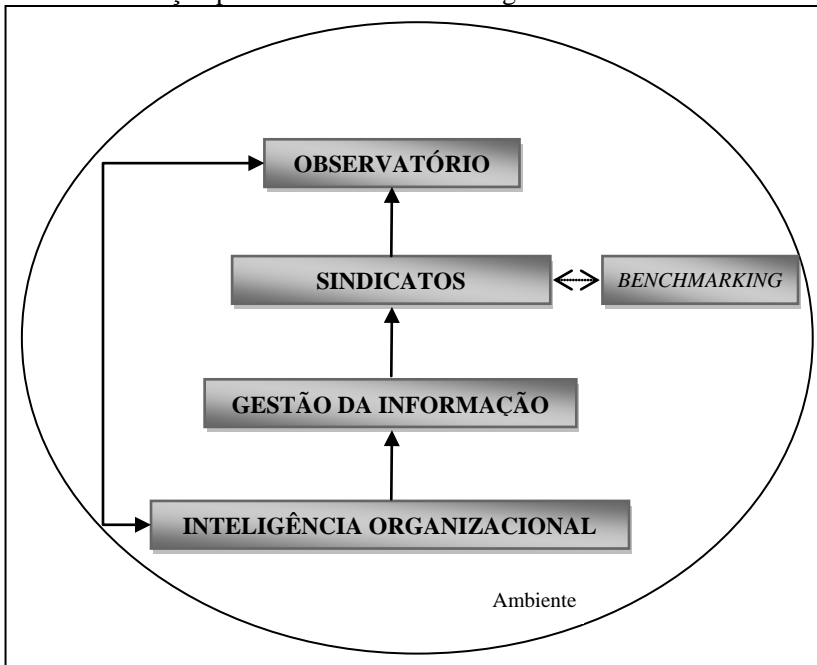 OBSERVATÓRIO
SINDICATOS
BENCHMARKING
GESTÃO DA INFORMAÇÃO
INTELIGÊNCIA ORGANIZACIONAL
Ambiente